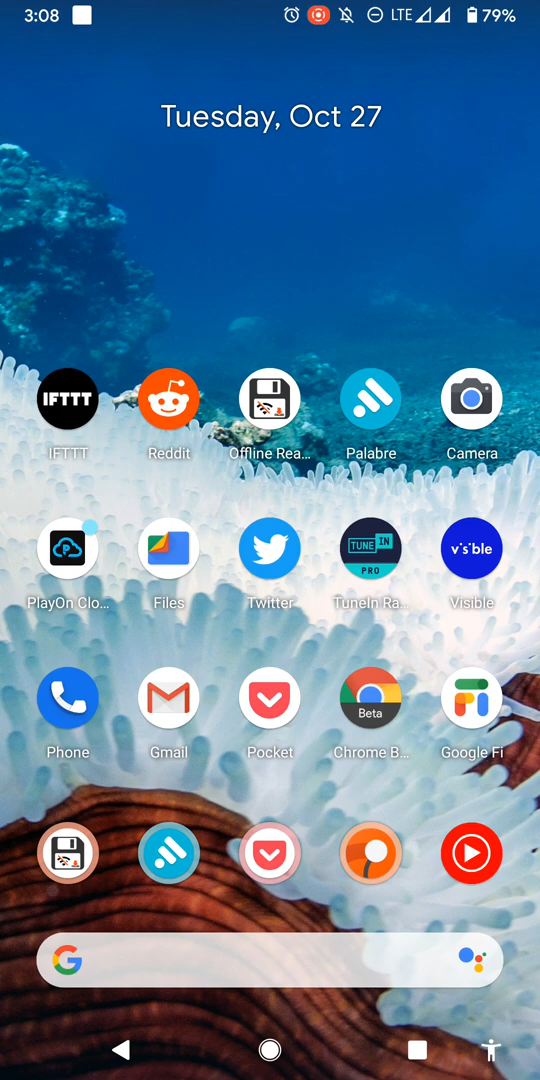 3:08 LTE 79%
Tuesday, Oct 27
IFTTT
IFTTT Reddit Offline Rea... Palabre Camera
P TUNE IN PRO visible
PlayOn Clo... Files Twitter TuneIn Ra... Visible
Beta
Phone Gmail Pocket Chrome B... Google Fi
G